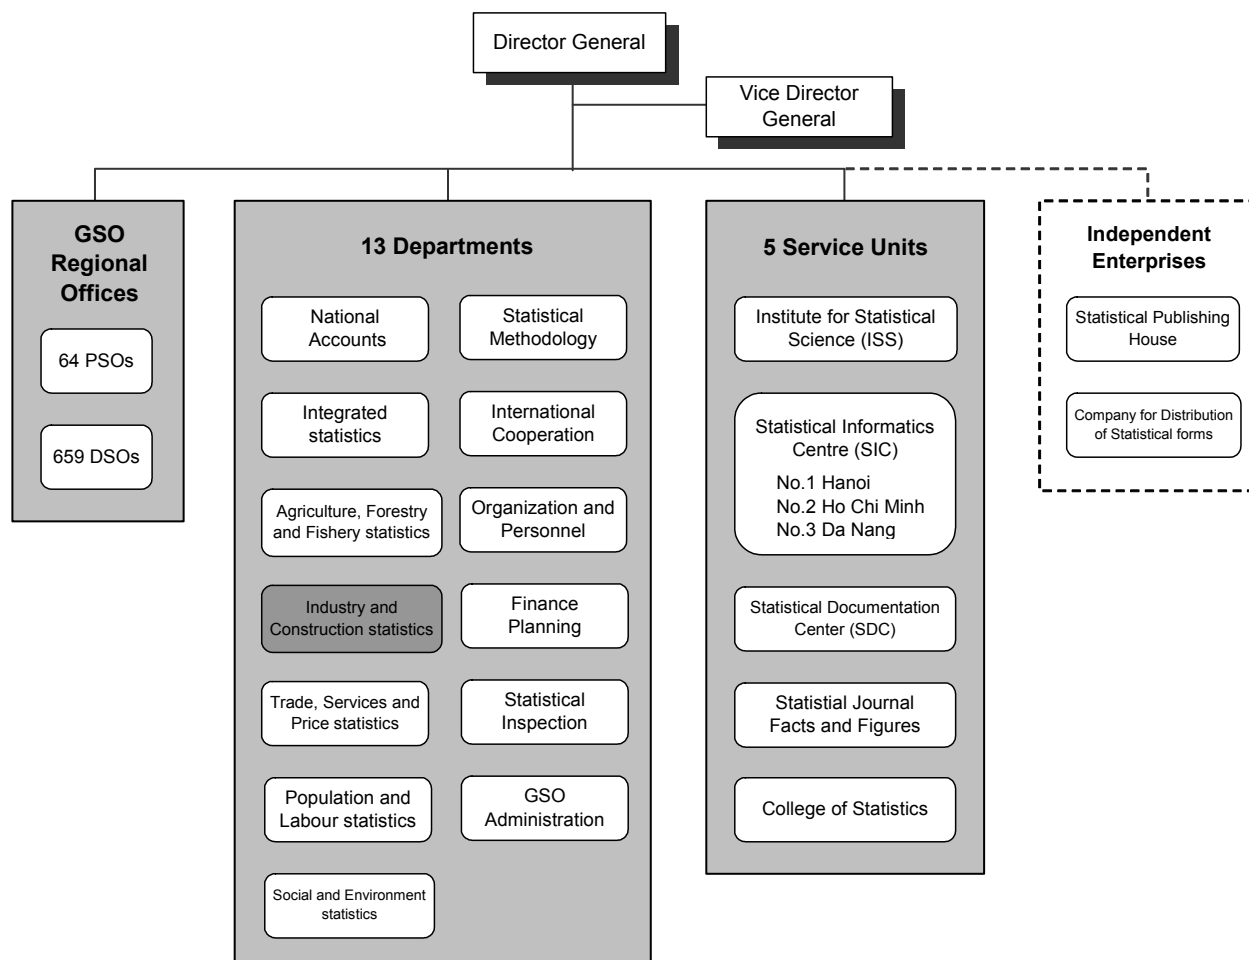 Director General
Vice Director
General
GSO
Regional
Offices
64 PSOs
659 DSOs
13 Departments
National
Accounts
Statistical
Methodology
Integrated
statistics
International
Cooperation
Agriculture, Forestry
and Fishery statistics
Organization and
Personnel
Industry and
Construction statistics
Finance
Planning
Trade, Services and
Price statistics
Statistical
Inspection
Population and
Labour statistics
GSO
Administration
Social and Environment
statistics
5 Service Units
Institute for Statistical
Science (ISS)
Statistical Informatics
Centre (SIC)
No.1 Hanoi
No.2 Ho Chi Minh
No.3 Da Nang
Statistical Documentation
Center (SDC)
Statistial Journal
Facts and Figures
College of Statistics
Independent
Enterprises
Statistical Publishing
House
Company for Distribution
of Statistical forms